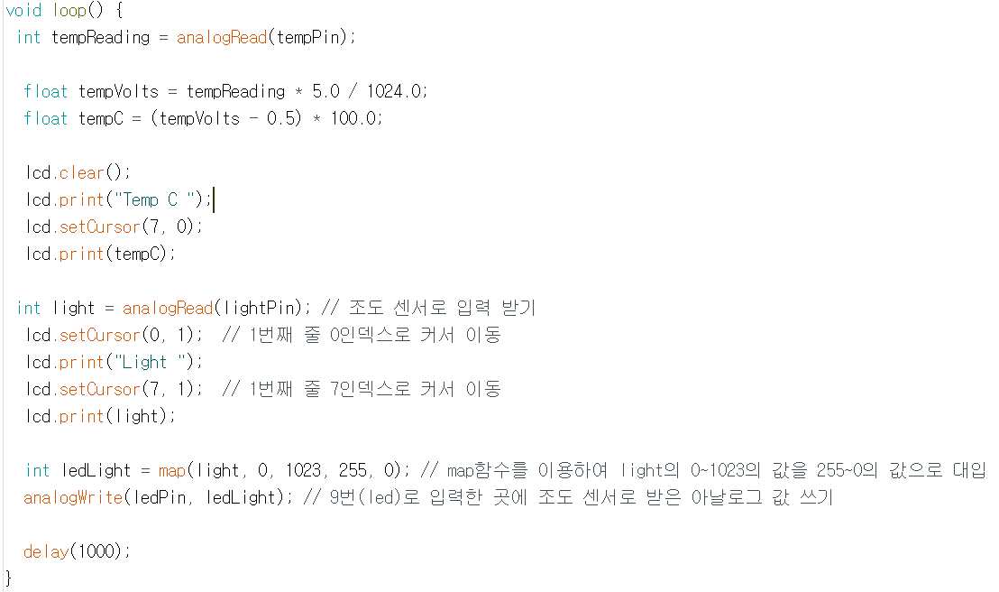 void loop() {
int tempReading = analogRead(tempPin);
float tempVolts = tempReading * 5.0 / 1024.0;
float tempC = (tempVolts - 0.5) * 100.0;
lcd.clear();
lcd.print("Temp C ");
lcd.setCursor(7, 0);
lcd.print(tempC);
int light = analogRead(lightPin); // 조도 센서로 입력 받기
lcd.setCursor(0, 1); // 1번째 줄 0인덱스로 커서 이동
lcd.print("Light ");
lcd.setCursor(7, 1); // 1번째 줄 7인덱스로 커서 이동
lcd.print(light);
int ledLight = map(light, 0, 1023, 255, 0); // map함수를 이용하여 light의 0~1023의 값을 255~0의 값으로 대입
analogWrite(ledPin, ledLight); // 9번(led)로 입력한 곳에 조도 센서로 받은 아날로그 값 쓰기
delay(1000);
}